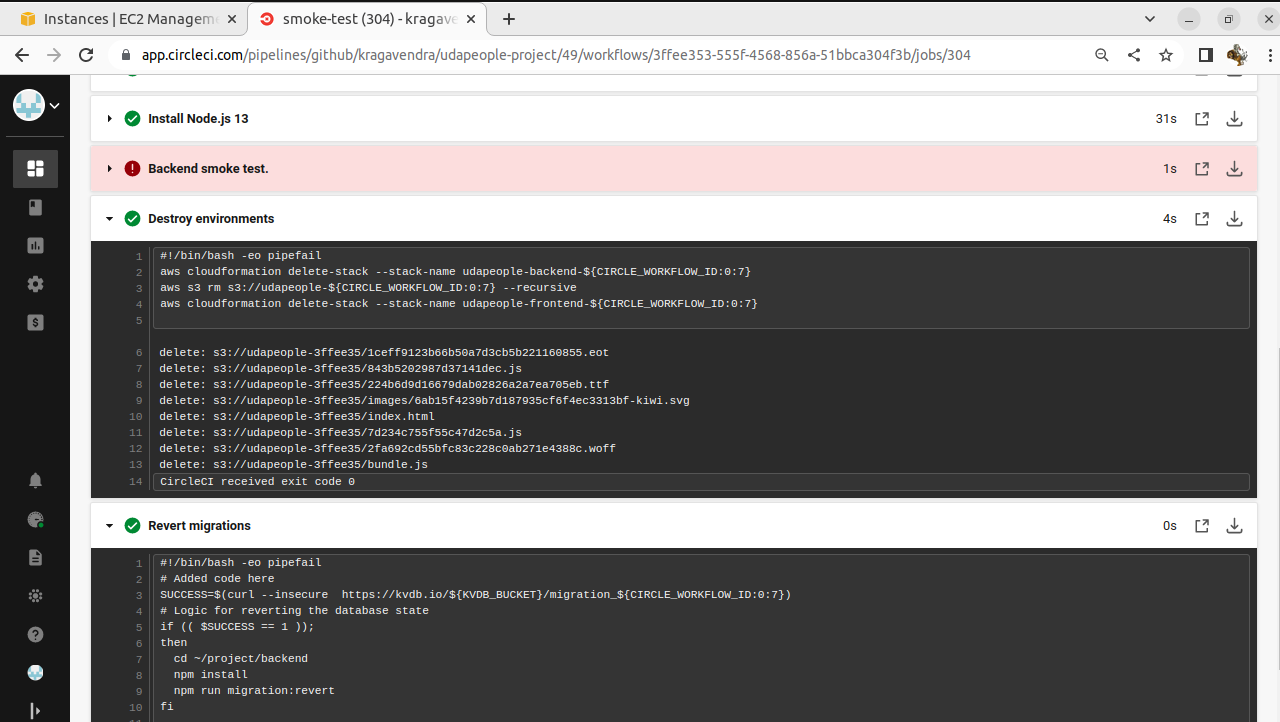 Instances | EC2 Manageme
smoke-test (304) - kragave
app.circleci.com/pipelines/github/kragavendra/udapeople-project/49/workflows/3ffee353-555f-4568-856a-51bbca304f3b/jobs/304
Install Node.js 13
31s
Backend smoke test.
1s
Destroy environments
4s
1 #!/bin/bash -eo pipefail
2 aws cloudformation delete-stack --stack-name udapeople-backend-${CIRCLE_WORKFLOW_ID:0:7}
3 aws s3 rm s3://udapeople-${CIRCLE_WORKFLOW_ID:0:7} --recursive
4 aws cloudformation delete-stack --stack-name udapeople-frontend-${CIRCLE_WORKFLOW_ID:0:7}
5
6 delete: s3://udapeople-3ffee35/1ceff9123b66b50a7d3cb5b221160855.eot
7 delete: s3://udapeople-3ffee35/843b5202987d37141dec.js
8 delete: s3://udapeople-3ffee35/224b6d9d16679dab02826a2a7ea705eb.ttf
9 delete: s3://udapeople-3ffee35/images/6ab15f4239b7d187935cf6f4ec3313bf-kiwi.svg
10 delete: s3://udapeople-3ffee35/index.html
11 delete: s3://udapeople-3ffee35/7d234c755f55c47d2c5a.js
12 delete: s3://udapeople-3ffee35/2fa692cd55bfc83c228c0ab271e4388c.woff
13 delete: s3://udapeople-3ffee35/bundle.js
14 CircleCI received exit code 0
Revert migrations
0s
1 #!/bin/bash -eo pipefail
2 # Added code here
3 SUCCESS=$(curl --insecure  https://kvdb.io/${KVDB_BUCKET}/migration_${CIRCLE_WORKFLOW_ID:0:7})
4 # Logic for reverting the database state
5 if (( $SUCCESS == 1 ));
6 then
7   cd ~/project/backend
8   npm install
9   npm run migration:revert
10 fi